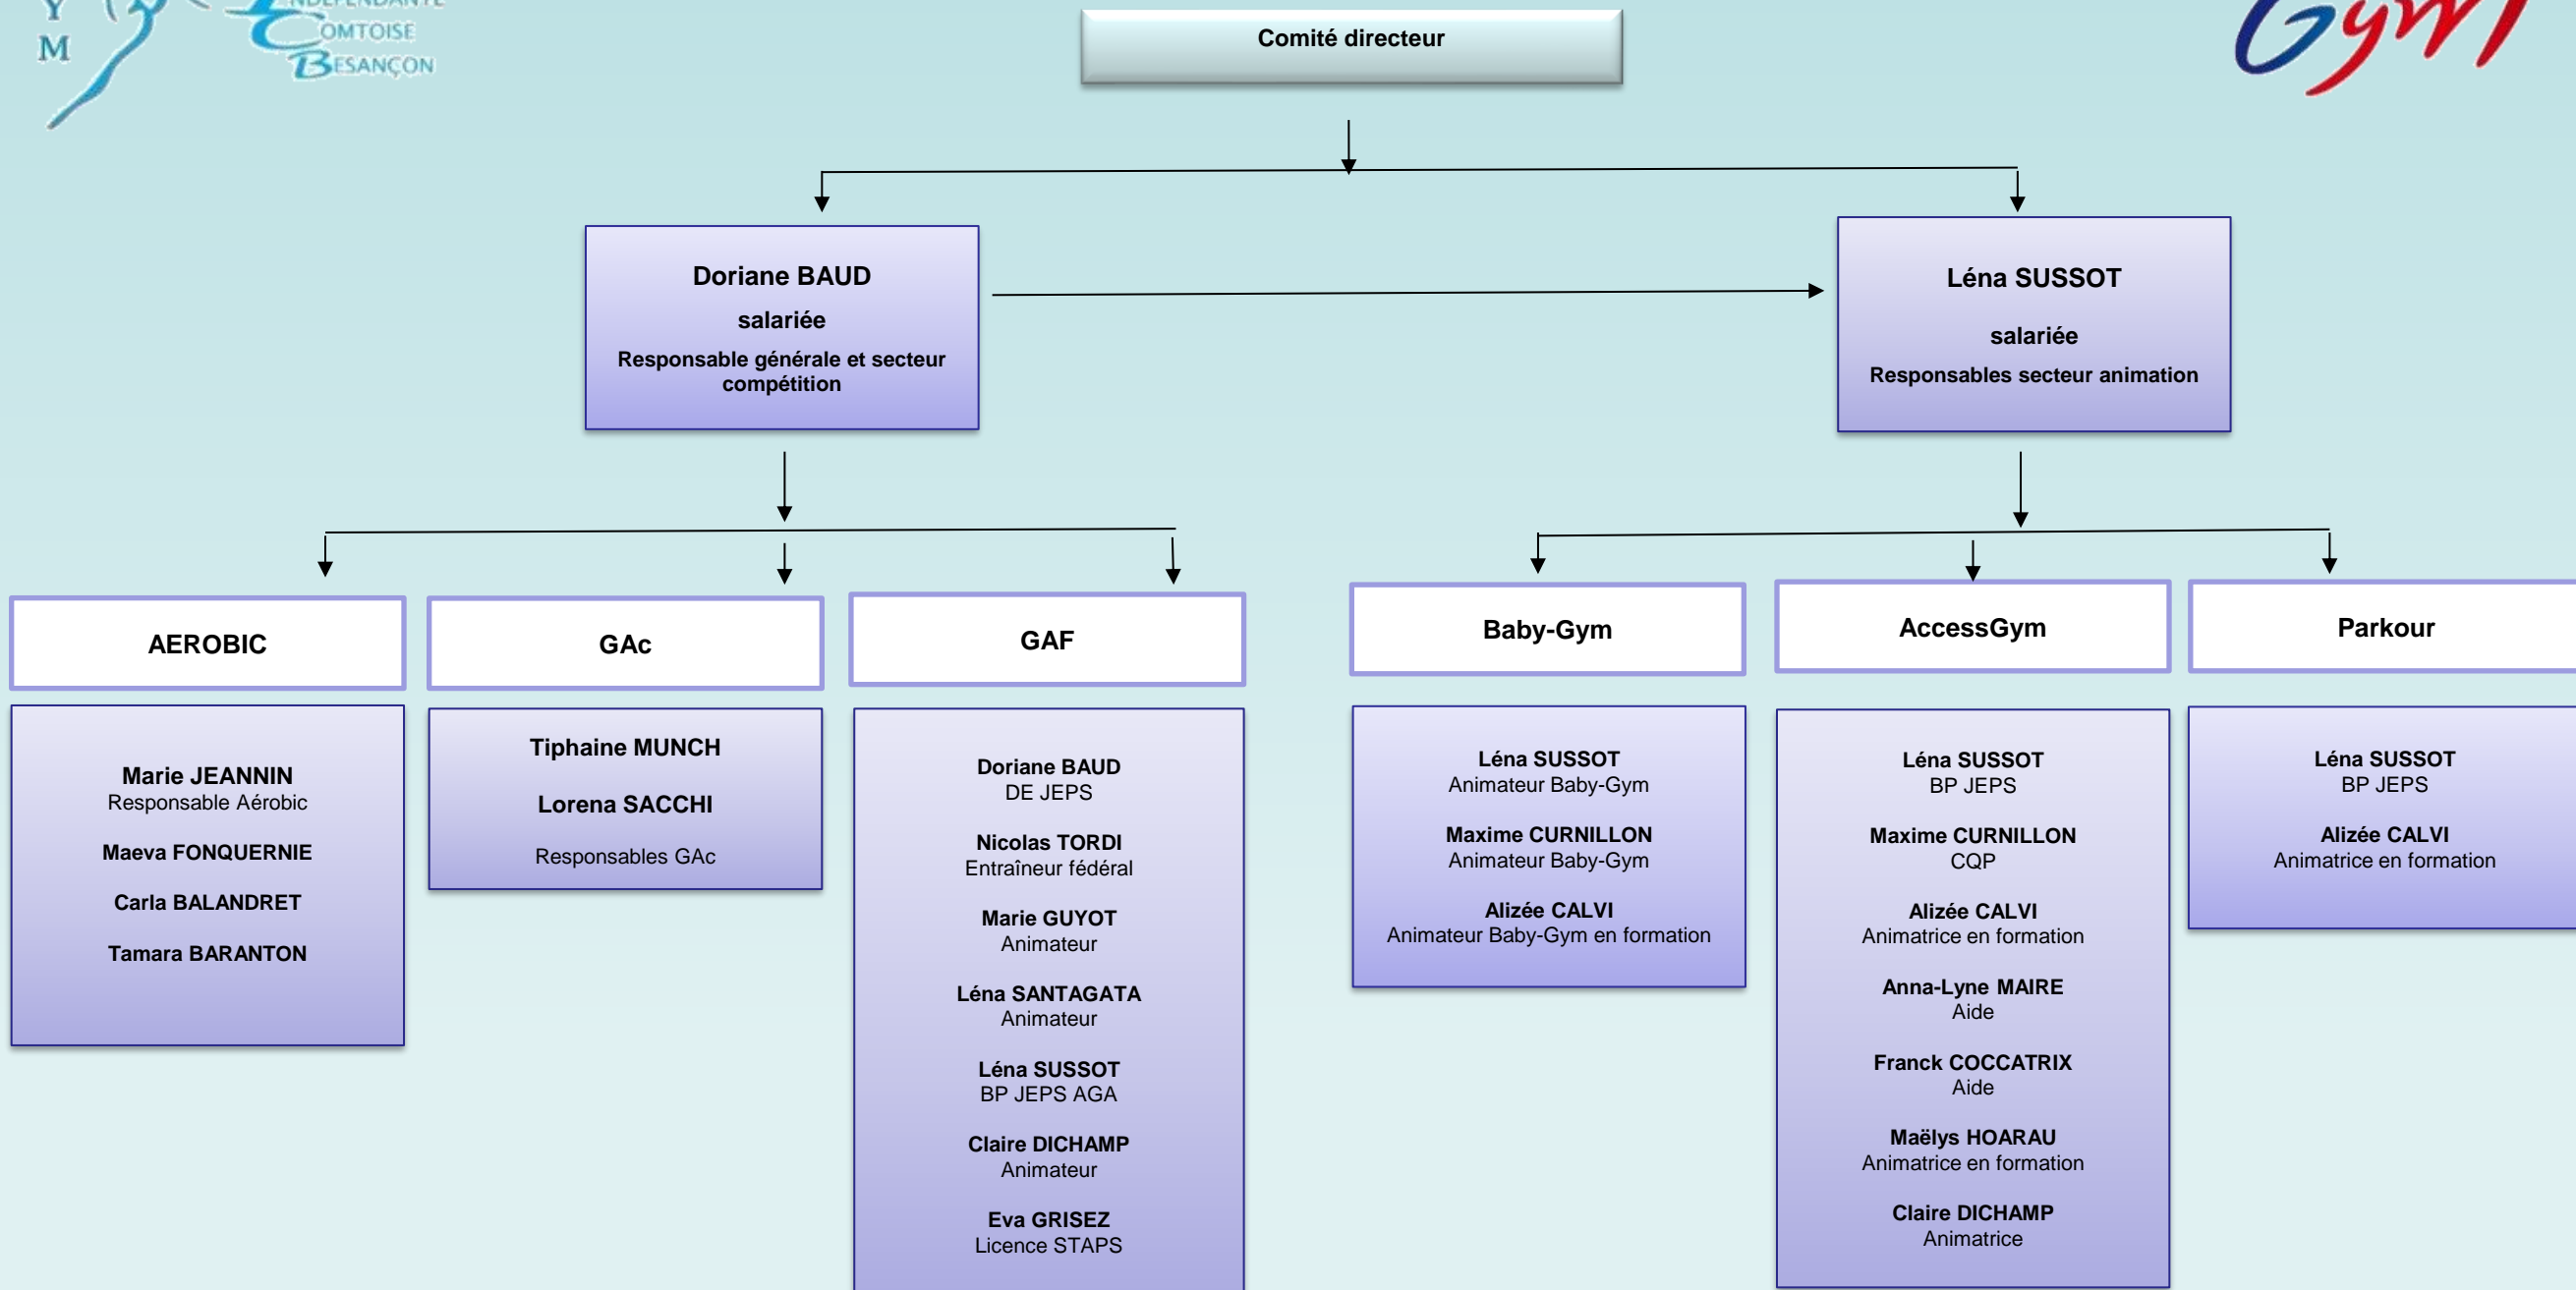 Y
M
INDÉPENDANTE
COMTOISE
BESANÇON
Gym
Comité directeur
Doriane BAUD
salariée
Responsable générale et secteur
compétition
Léna SUSSOT
salariée
Responsables secteur animation
AEROBIC
Marie JEANNIN
Responsable Aérobic
Maeva FONQUERNIE
Carla BALANDRET
Tamara BARANTON
GAc
Tiphaine MUNCH
Lorena SACCHI
Responsables GAc
GAF
Doriane BAUD
DE JEPS
Nicolas TORDI
Entraîneur fédéral
Marie GUYOT
Animateur
Léna SANTAGATA
Animateur
Léna SUSSOT
BP JEPS AGA
Claire DICHAMP
Animateur
Eva GRISEZ
Licence STAPS
Baby-Gym
Léna SUSSOT
Animateur Baby-Gym
Maxime CURNILLON
Animateur Baby-Gym
Alizée CALVI
Animateur Baby-Gym en formation
AccessGym
Léna SUSSOT
BP JEPS
Maxime CURNILLON
CQP
Alizée CALVI
Animatrice en formation
Anna-Lyne MAIRE
Aide
Franck COCCATRIX
Aide
Maëlys HOARAU
Animatrice en formation
Claire DICHAMP
Animatrice
Parkour
Léna SUSSOT
BP JEPS
Alizée CALVI
Animatrice en formation